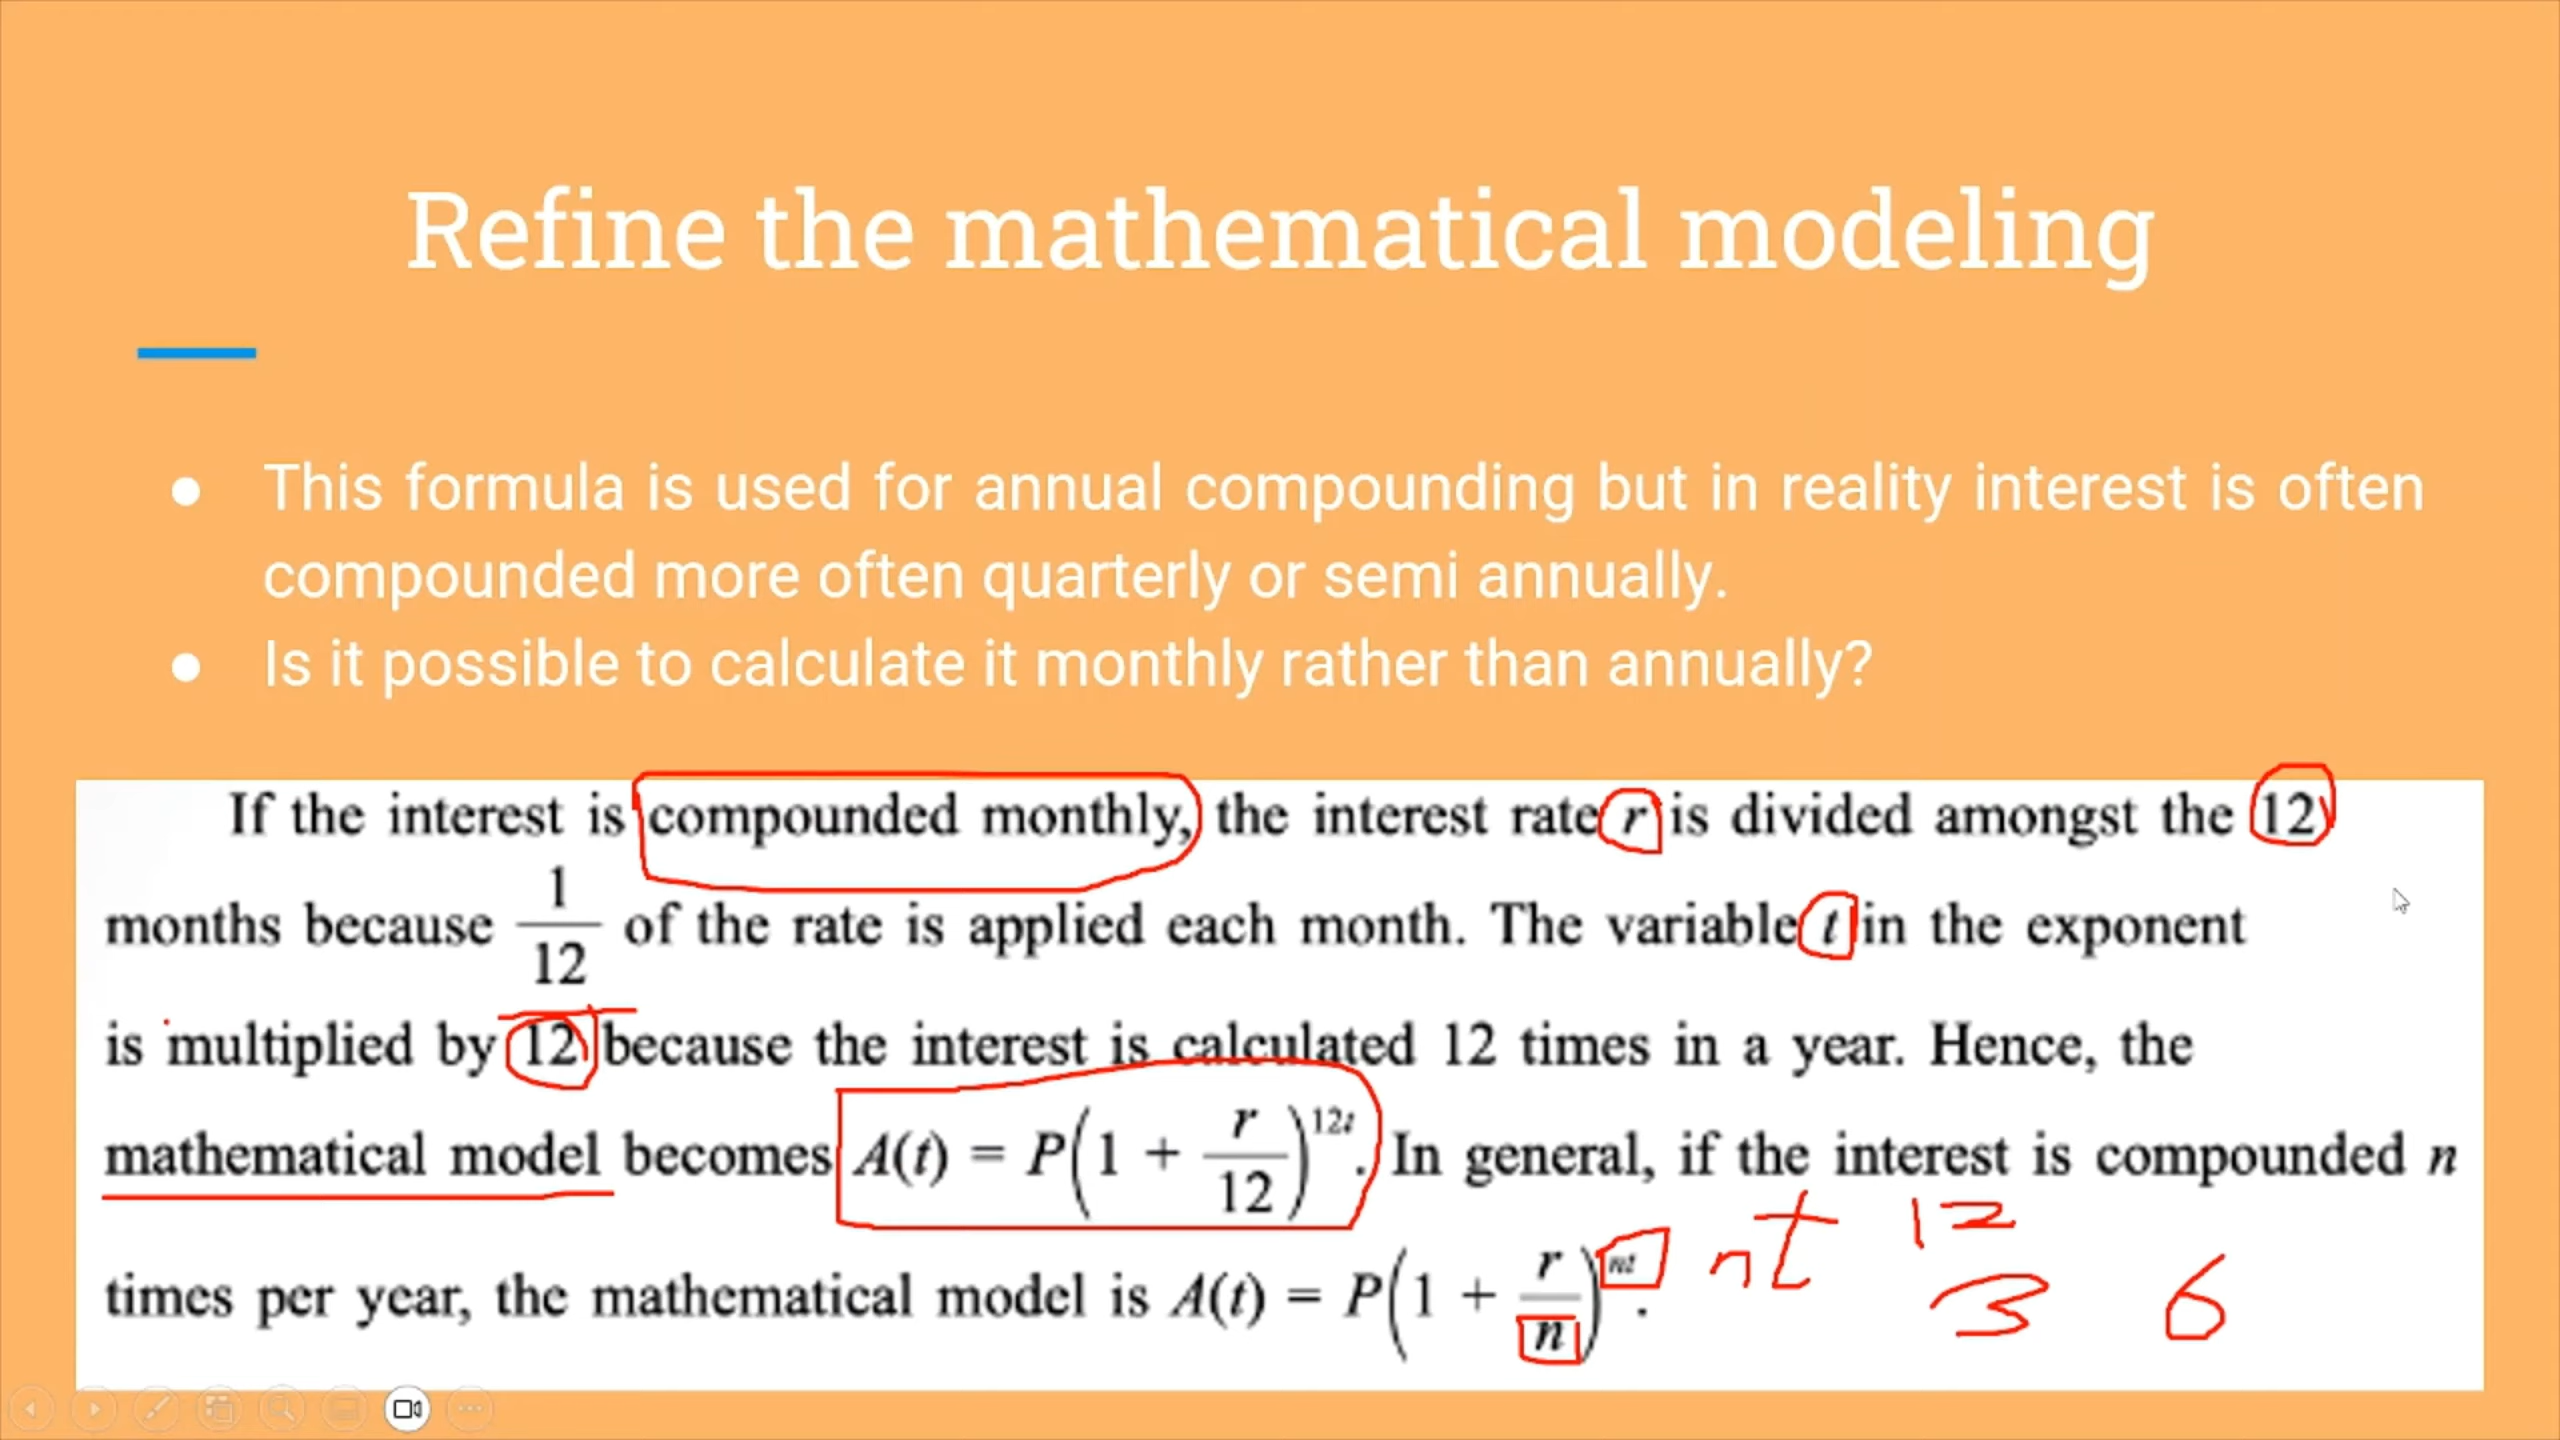 Refine the mathematical modeling
● This formula is used for annual compounding but in reality interest is often
compounded more often quarterly or semi annually.
● Is it possible to calculate it monthly rather than annually?
If the interest is compounded monthly, the interest rate r is divided amongst the 12
months because 1/12 of the rate is applied each month. The variable t in the exponent
is multiplied by 12 because the interest is calculated 12 times in a year. Hence, the
mathematical model becomes A(t) = P(1 + r/12)^12t. In general, if the interest is compounded n
times per year, the mathematical model is A(t) = P(1 + r/n)^nt.
nt 12
3 6